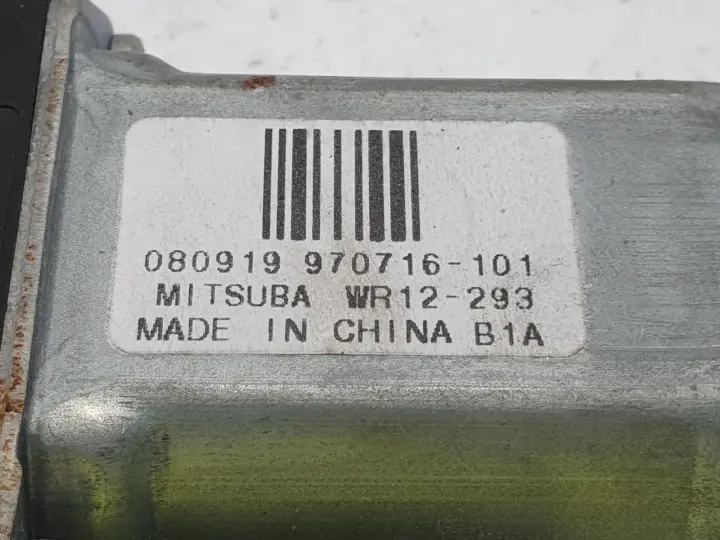 080919 970716-101
MITSUBA WR12-293
MADE IN CHINA B1A